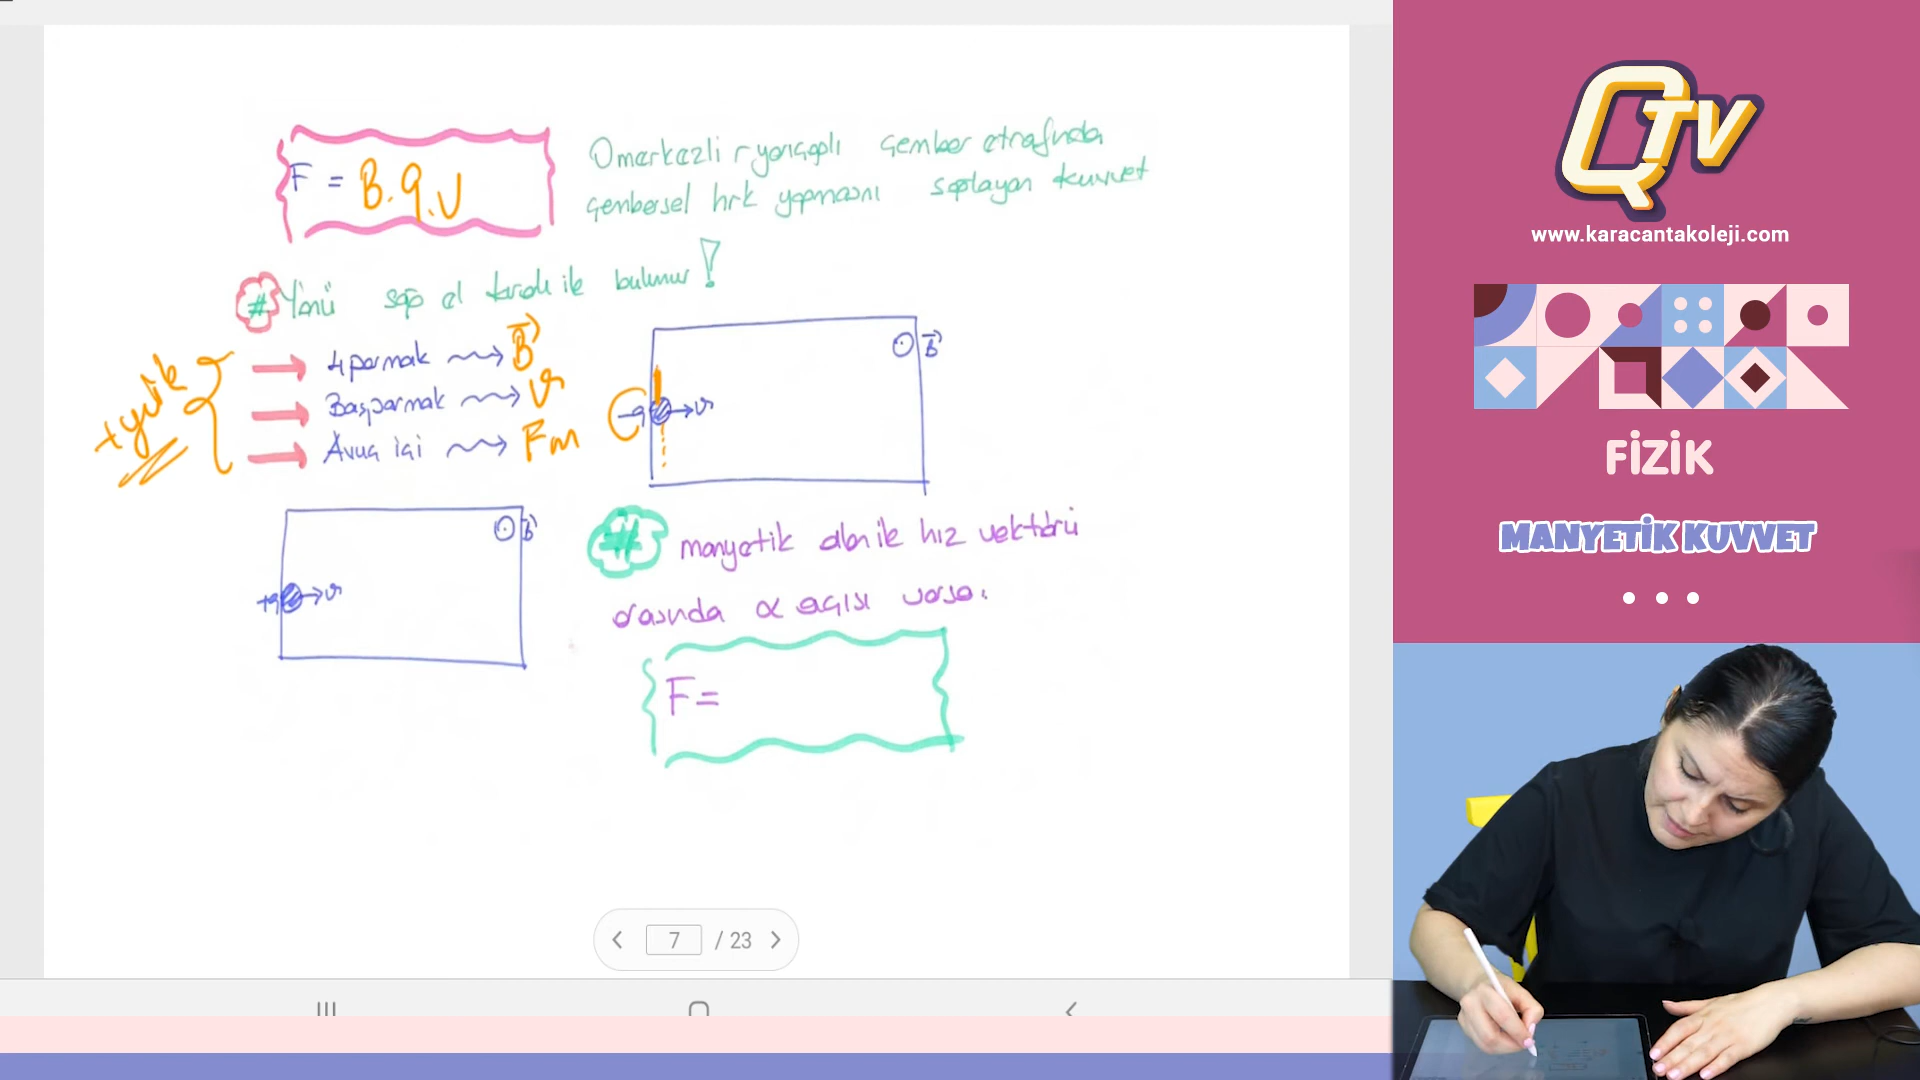 F = B.q.v
O merkezli r yarıçaplı çember etrafında
çembersel hrk yapmasını sağlayan kuvvet
# Yönü sağ el kuralı ile bulunur!
4 parmak → B
Başparmak → v
Avuç içi → Fm
+ yük
B
-q → v
B
+q → v
# manyetik alan ile hız vektörü
arasında α açısı varsa.
F=
7 / 23
QTV
www.karacantakoleji.com
FİZİK
MANYETİK KUVVET